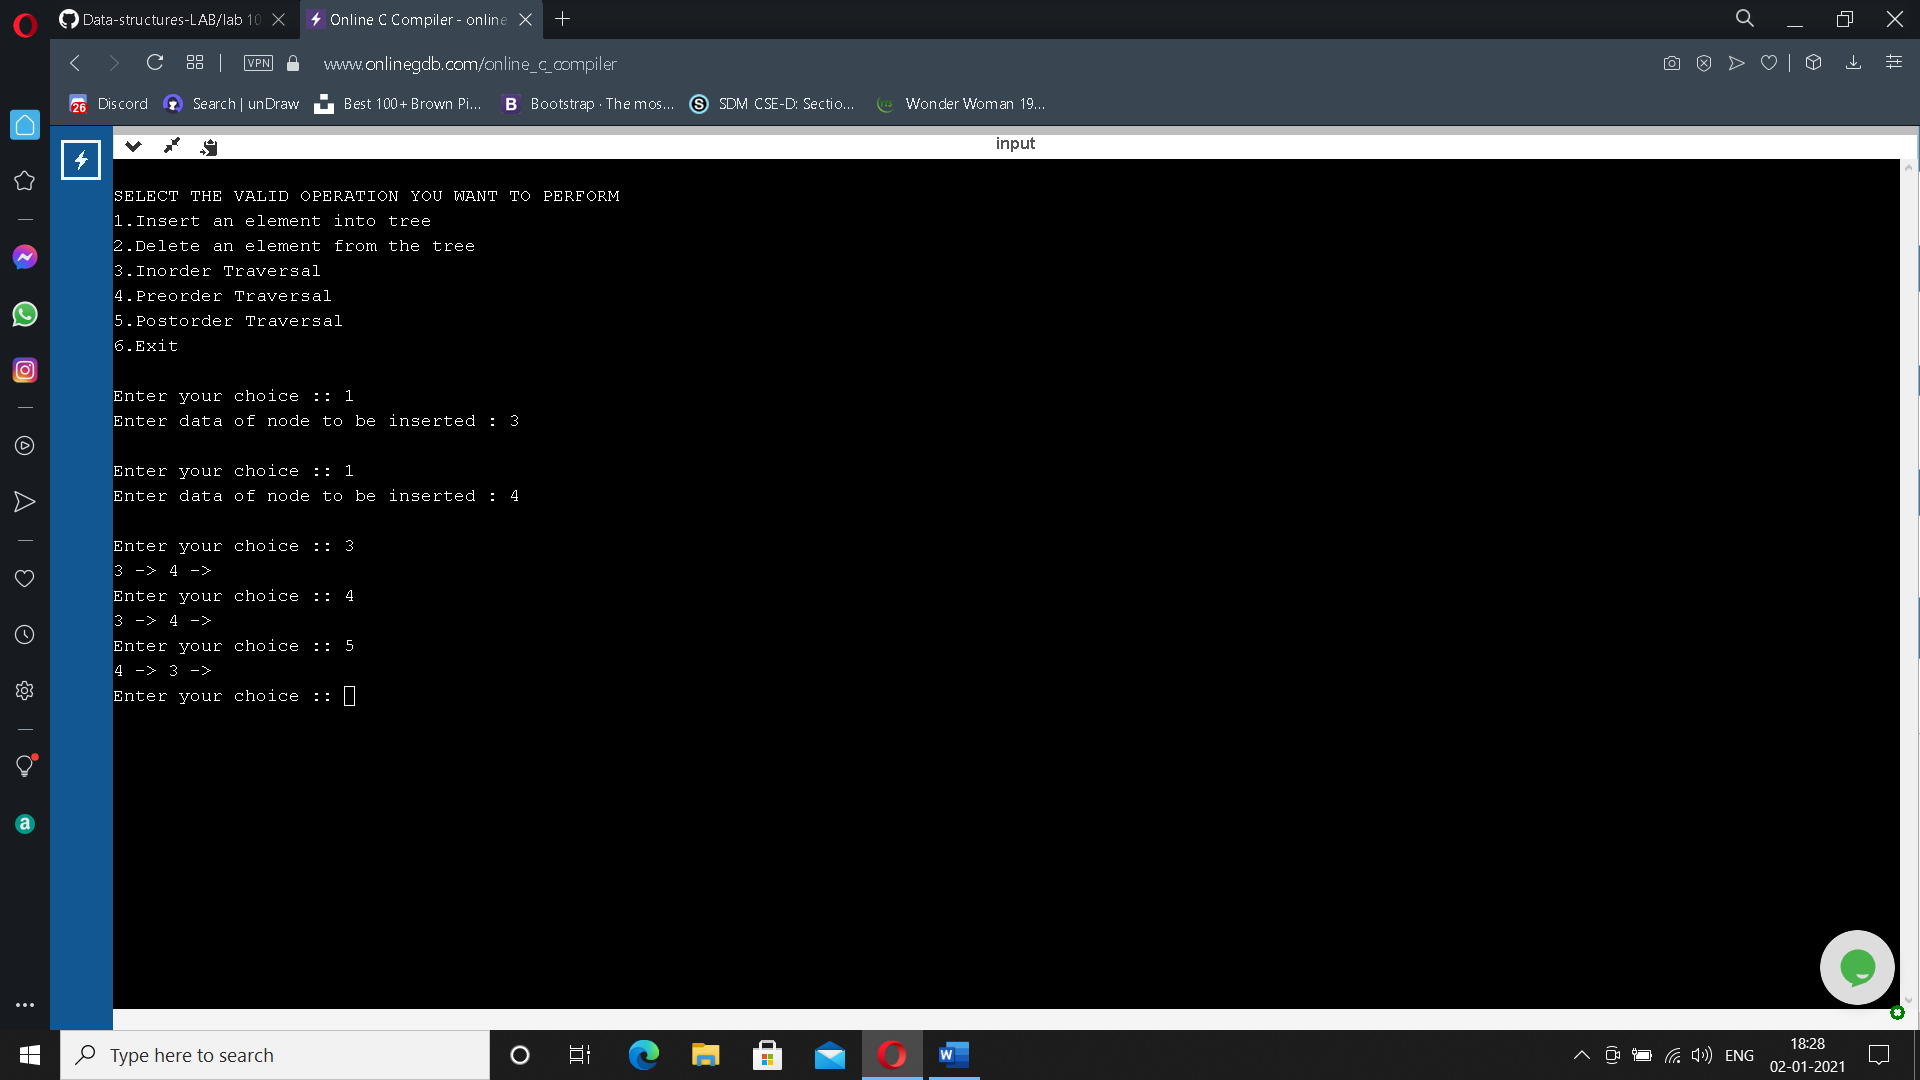 Data-structures-LAB/lab 10
Online C Compiler - online
VPN
www.onlinegdb.com/online_c_compiler
26 Discord
Search | unDraw
Best 100+ Brown Pi...
B Bootstrap · The mos...
S SDM CSE-D: Sectio...
Wonder Woman 19...
input
SELECT THE VALID OPERATION YOU WANT TO PERFORM
1.Insert an element into tree
2.Delete an element from the tree
3.Inorder Traversal
4.Preorder Traversal
5.Postorder Traversal
6.Exit
Enter your choice :: 1
Enter data of node to be inserted : 3
Enter your choice :: 1
Enter data of node to be inserted : 4
Enter your choice :: 3
3 -> 4 ->
Enter your choice :: 4
3 -> 4 ->
Enter your choice :: 5
4 -> 3 ->
Enter your choice ::
a
Type here to search
W
ENG
18:28
02-01-2021